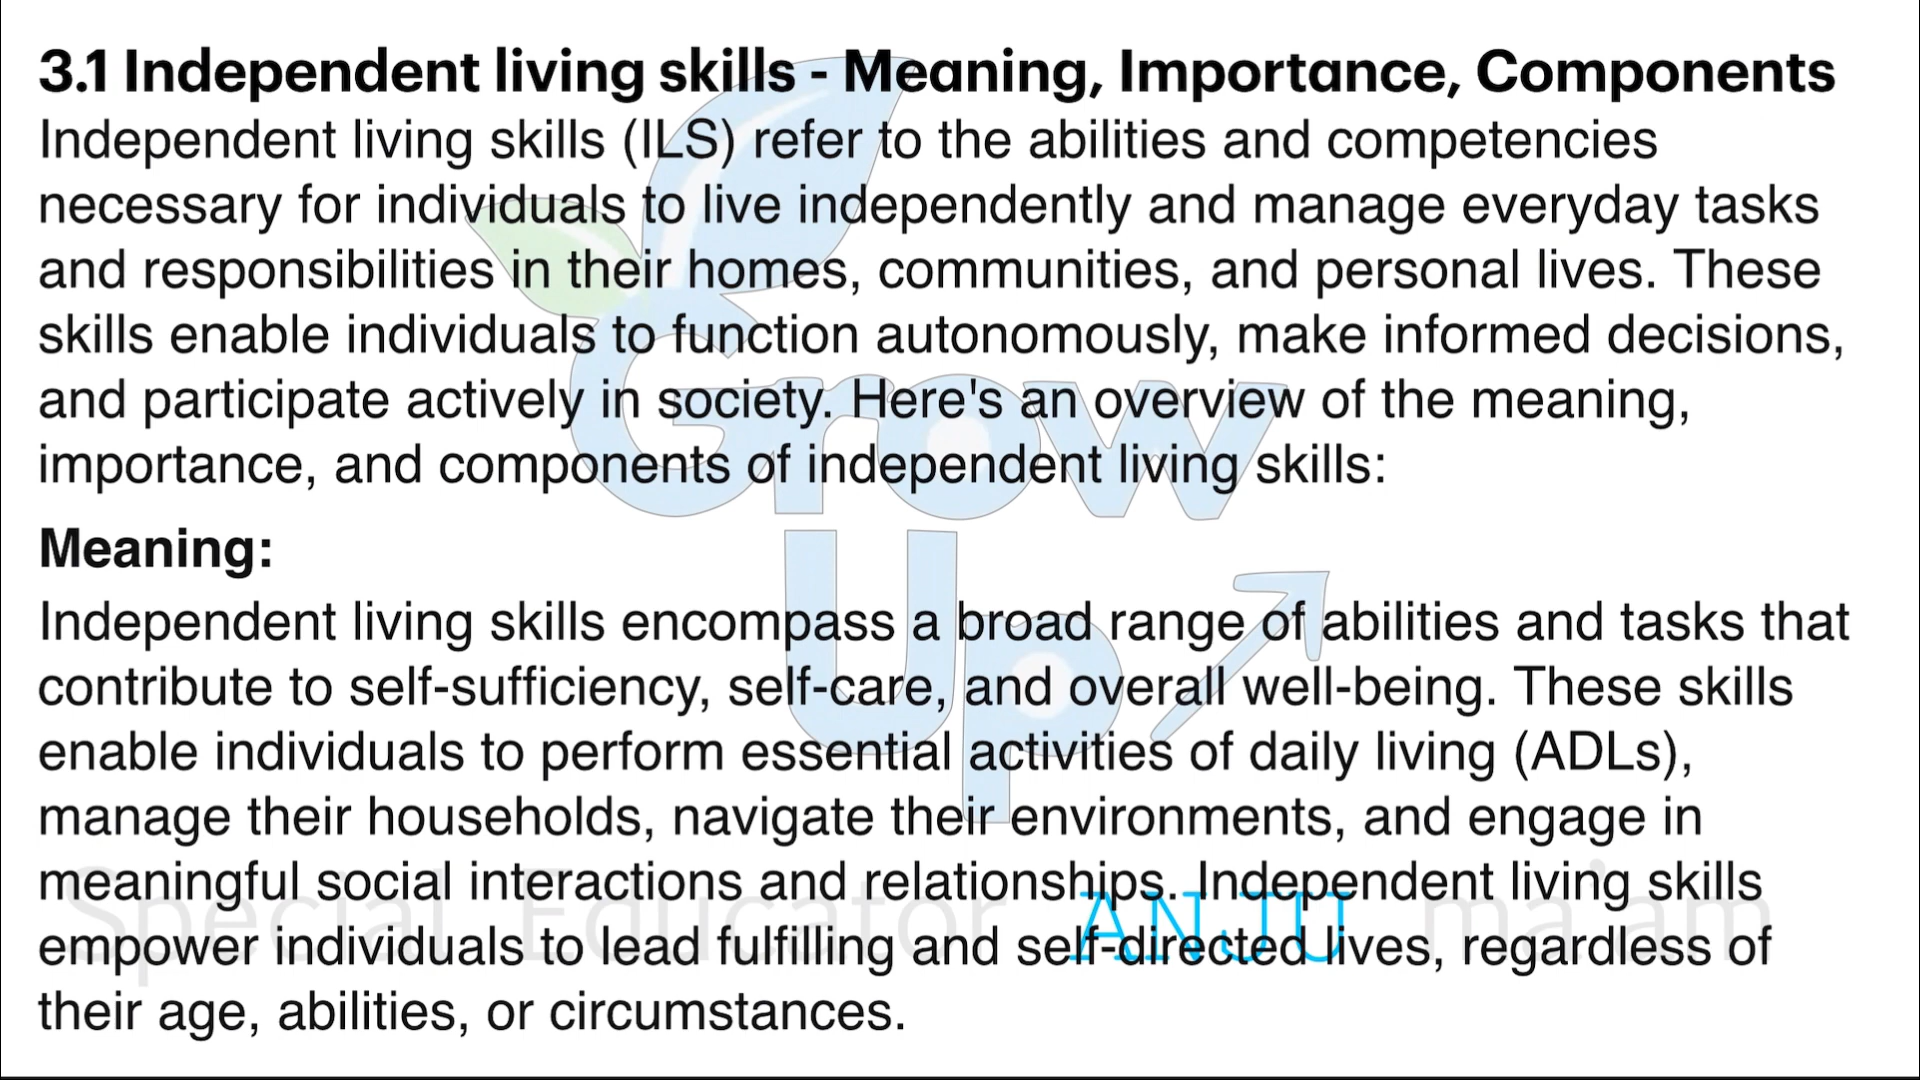 3.1 Independent living skills - Meaning, Importance, Components
Independent living skills (ILS) refer to the abilities and competencies
necessary for individuals to live independently and manage everyday tasks
and responsibilities in their homes, communities, and personal lives. These
skills enable individuals to function autonomously, make informed decisions,
and participate actively in society. Here's an overview of the meaning,
importance, and components of independent living skills:
Meaning:
Independent living skills encompass a broad range of abilities and tasks that
contribute to self-sufficiency, self-care, and overall well-being. These skills
enable individuals to perform essential activities of daily living (ADLs),
manage their households, navigate their environments, and engage in
meaningful social interactions and relationships. Independent living skills
empower individuals to lead fulfilling and self-directed lives, regardless of
their age, abilities, or circumstances.
Grow
Up
Special Educator ANJU ma'am